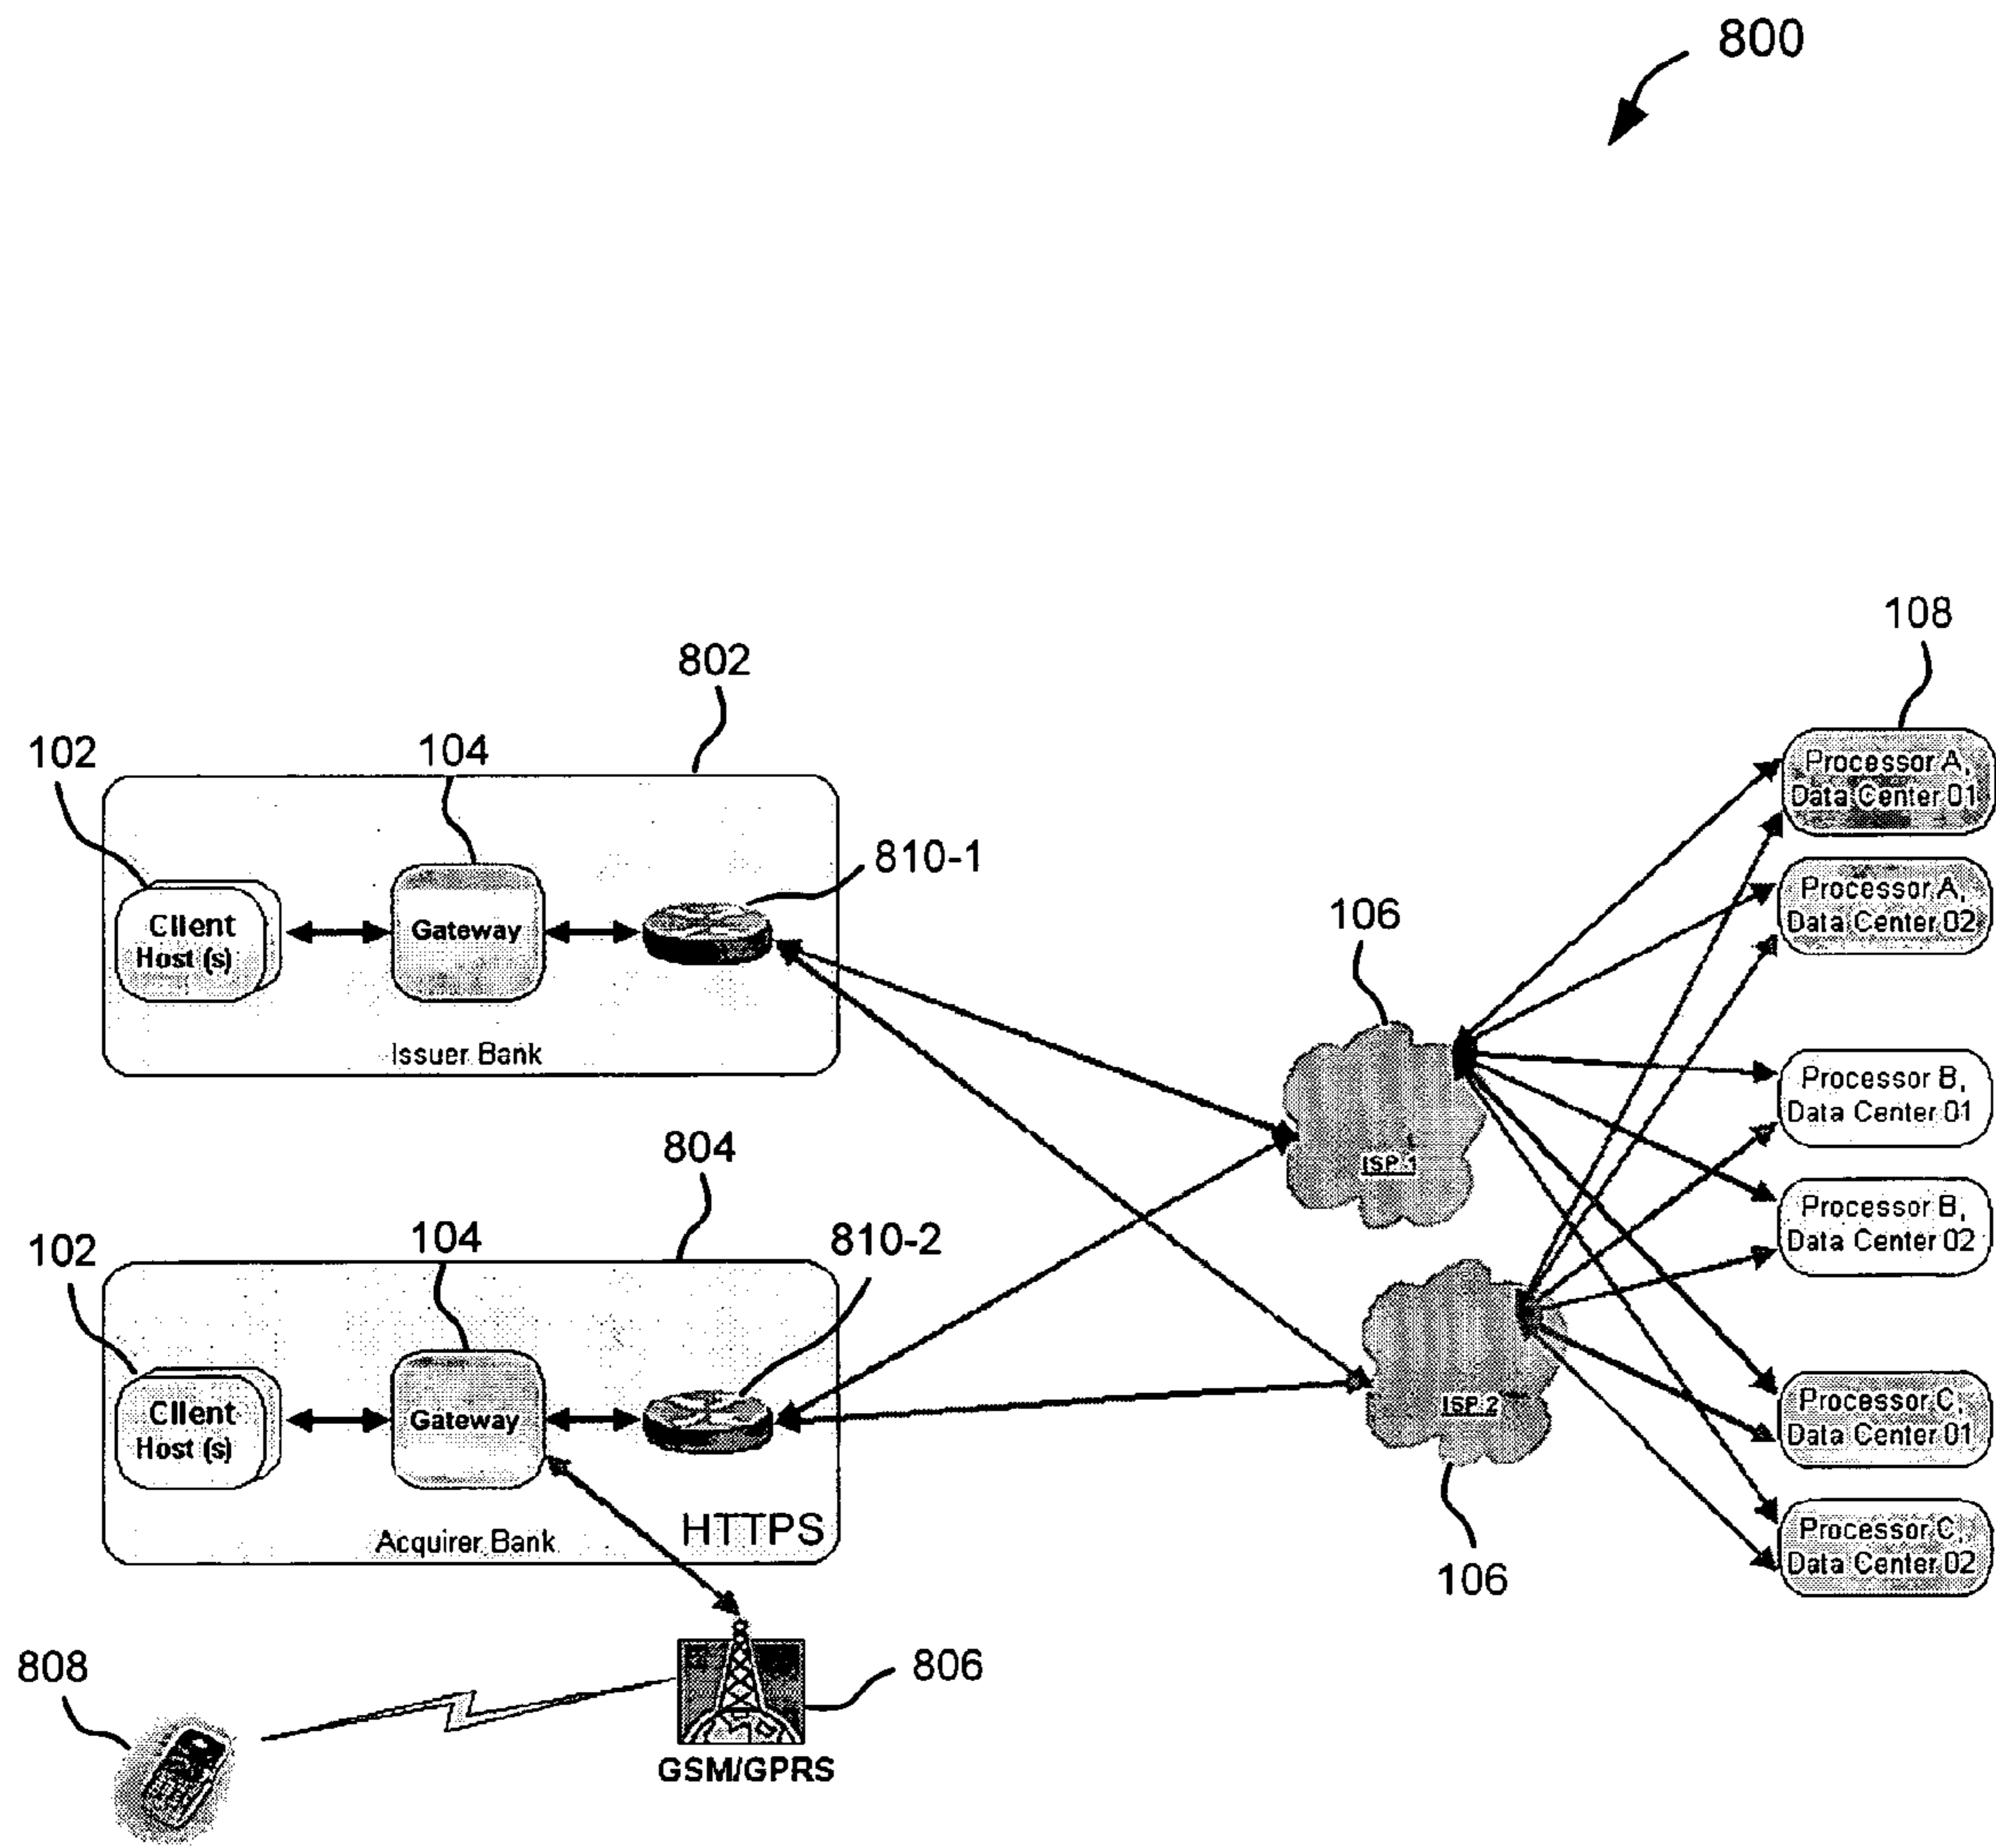 800
108
802
Processor A,
Data Center 01
102
104
810-1
Processor A,
Data Center 02
106
Client
Host (s)
Gateway
Issuer Bank
Processor B,
Data Center 01
ISP 1
804
Processor B,
Data Center 02
102
104
810-2
Client
Host (s)
Gateway
ISP 2
Processor C,
Data Center 01
HTTPS
Acquirer Bank
Processor C,
Data Center 02
106
808
806
GSM/GPRS